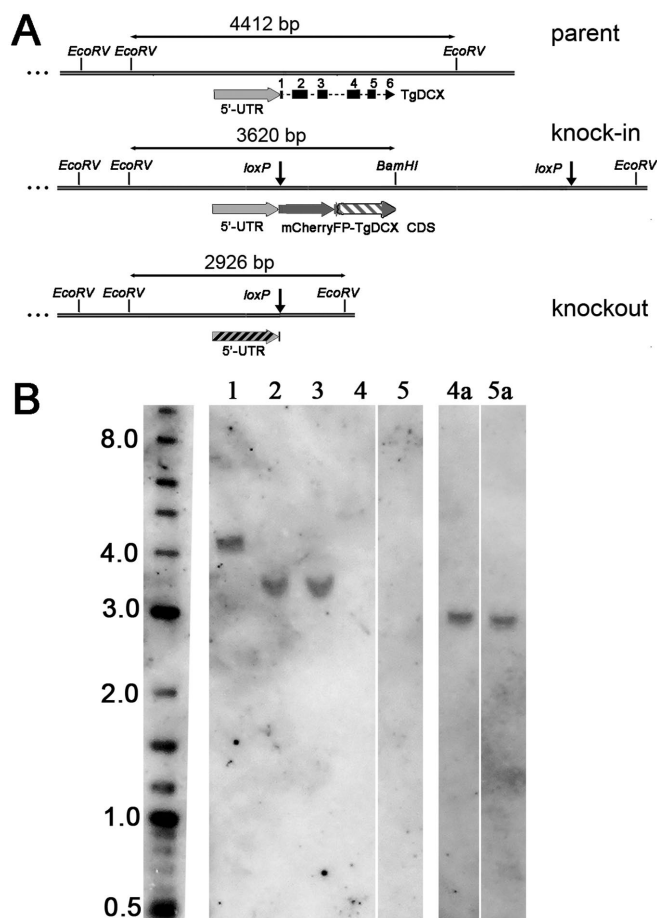 A
4412 bp
parent
EcoRV EcoRV EcoRV
...
1 2 3 4 5 6
TgDCX
5'-UTR
3620 bp
knock-in
EcoRV EcoRV loxP BamHI loxP EcoRV
...
mCherryFP-TgDCX CDS
5'-UTR
2926 bp
EcoRV EcoRV loxP EcoRV
...
knockout
5'-UTR
B
1 2 3 4 5 4a 5a
8.0
4.0
3.0
2.0
1.0
0.5